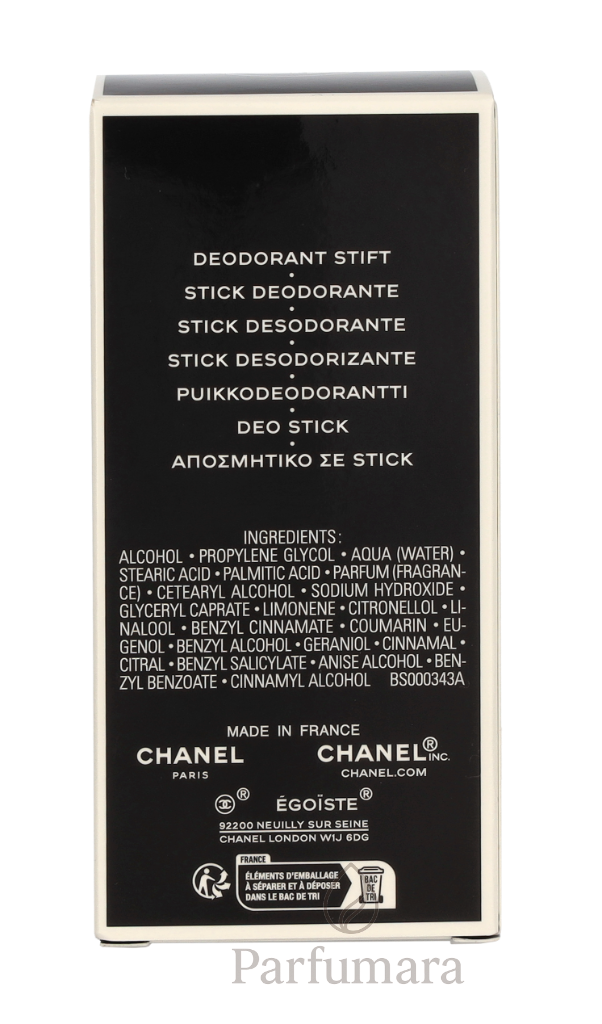 DEODORANT STIFT
•
STICK DEODORANTE
•
STICK DESODORANTE
•
STICK DESODORIZANTE
•
PUIKKODEODORANTTI
•
DEO STICK
•
ΑΠΟΣΜΗΤΙΚΟ ΣΕ STICK
INGREDIENTS:
ALCOHOL • PROPYLENE GLYCOL • AQUA (WATER) •
STEARIC ACID • PALMITIC ACID • PARFUM (FRAGRAN-
CE) • CETEARYL ALCOHOL • SODIUM HYDROXIDE •
GLYCERYL CAPRATE • LIMONENE • CITRONELLOL • LI-
NALOOL • BENZYL CINNAMATE • COUMARIN • EU-
GENOL • BENZYL ALCOHOL • GERANIOL • CINNAMAL •
CITRAL • BENZYL SALICYLATE • ANISE ALCOHOL • BEN-
ZYL BENZOATE • CINNAMYL ALCOHOL BS000343A
MADE IN FRANCE
CHANEL CHANEL® INC.
PARIS CHANEL.COM
® ÉGOÏSTE®
92200 NEUILLY SUR SEINE
CHANEL LONDON W1J 6DG
FRANCE
ÉLÉMENTS D'EMBALLAGE
À SÉPARER ET À DÉPOSER
DANS LE BAC DE TRI
BAC
DE
TRI
Parfumara